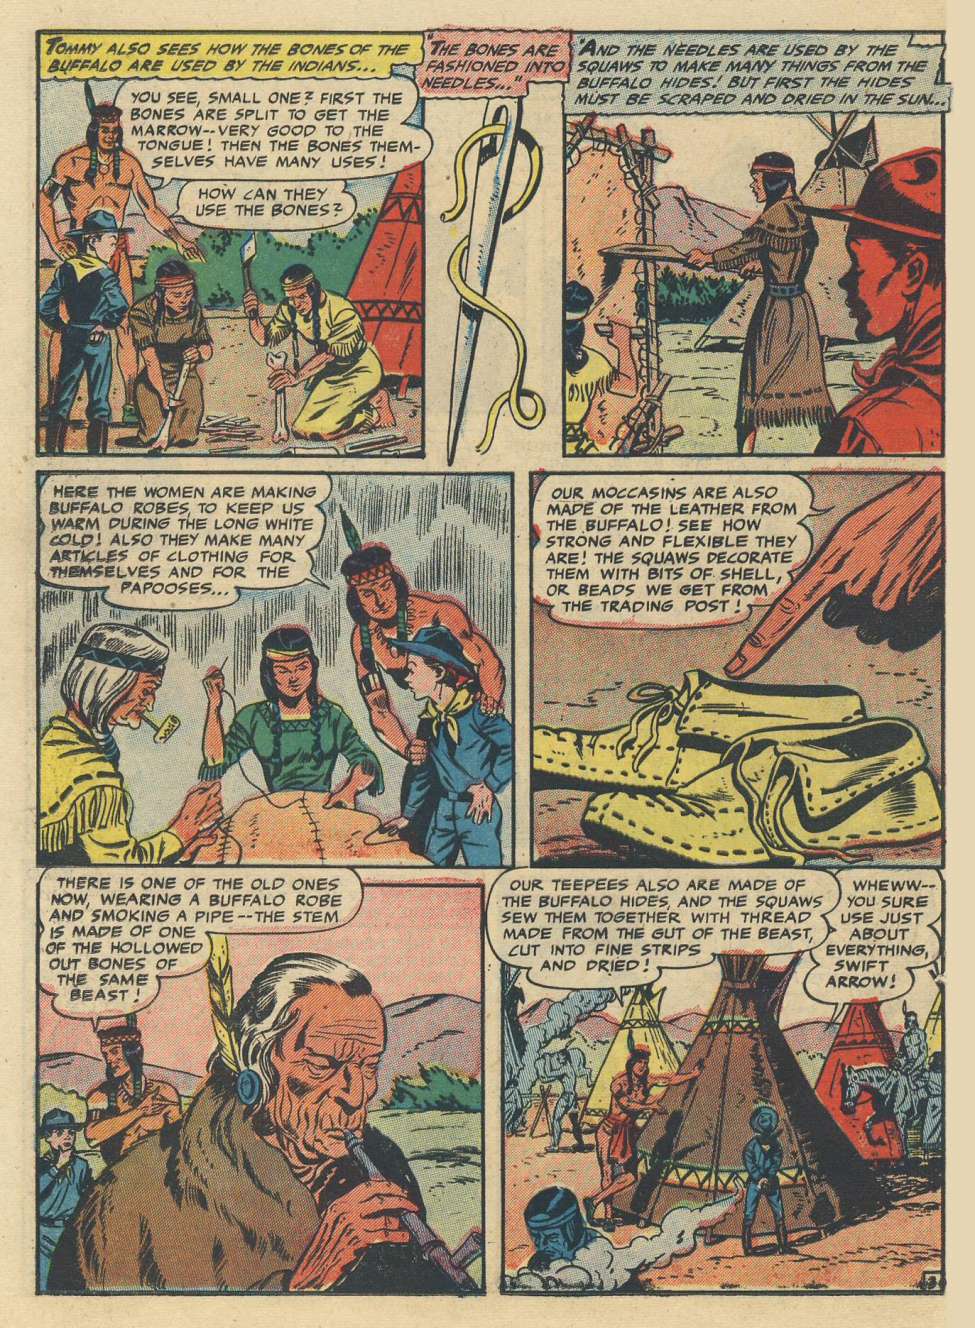 TOMMY ALSO SEES HOW THE BONES OF THE
BUFFALO ARE USED BY THE INDIANS...
YOU SEE, SMALL ONE? FIRST THE
BONES ARE SPLIT TO GET THE
MARROW--VERY GOOD TO THE
TONGUE! THEN THE BONES THEM-
SELVES HAVE MANY USES!
HOW CAN THEY
USE THE BONES?
"THE BONES ARE
FASHIONED INTO
NEEDLES..."
"AND THE NEEDLES ARE USED BY THE
SQUAWS TO MAKE MANY THINGS FROM THE
BUFFALO HIDES! BUT FIRST THE HIDES
MUST BE SCRAPED AND DRIED IN THE SUN...
HERE THE WOMEN ARE MAKING
BUFFALO ROBES, TO KEEP US
WARM DURING THE LONG WHITE
COLD! ALSO THEY MAKE MANY
ARTICLES OF CLOTHING FOR
THEMSELVES AND FOR THE
PAPOOSES...
OUR MOCCASINS ARE ALSO
MADE OF THE LEATHER FROM
THE BUFFALO! SEE HOW
STRONG AND FLEXIBLE THEY
ARE! THE SQUAWS DECORATE
THEM WITH BITS OF SHELL,
OR BEADS WE GET FROM
THE TRADING POST!
THERE IS ONE OF THE OLD ONES
NOW, WEARING A BUFFALO ROBE
AND SMOKING A PIPE--THE STEM
IS MADE OF ONE
OF THE HOLLOWED
OUT BONES OF
THE SAME
BEAST!
OUR TEEPEES ALSO ARE MADE OF
THE BUFFALO HIDES, AND THE SQUAWS
SEW THEM TOGETHER WITH THREAD
MADE FROM THE GUT OF THE BEAST,
CUT INTO FINE STRIPS
AND DRIED!
WHEWW--
YOU SURE
USE JUST
ABOUT
EVERYTHING,
SWIFT
ARROW!
3